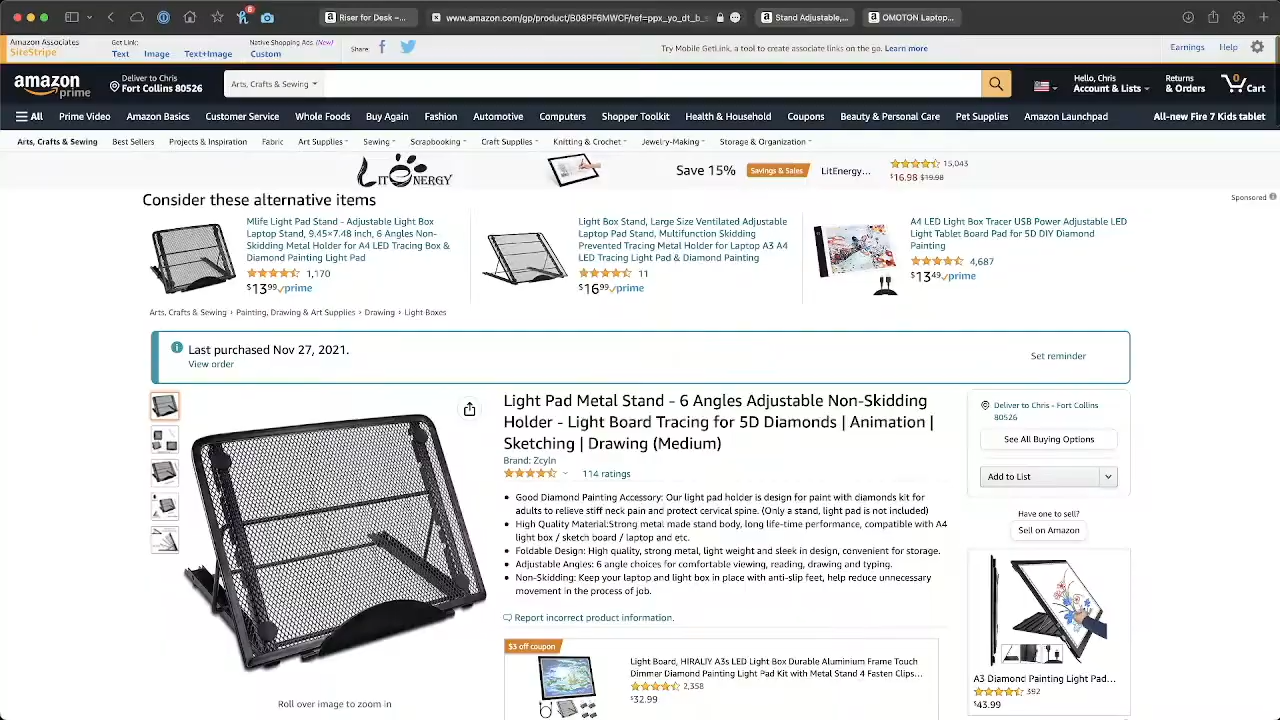 Riser for Desk –...
www.amazon.com/gp/product/B08PF6MWCF/ref=ppx_yo_dt_b_s
Stand Adjustable,...
OMOTON Laptop...
Amazon Associates
SiteStripe
Get Link:
Text Image Text+Image
Native Shopping Ads (New)
Custom
Share:
Try Mobile GetLink, a tool to create associate links on the go. Learn more
Earnings Help
amazon
prime
Deliver to Chris
Fort Collins 80526
Arts, Crafts & Sewing
Hello, Chris
Account & Lists
Returns
& Orders
0
Cart
All Prime Video Amazon Basics Customer Service Whole Foods Buy Again Fashion Automotive Computers Shopper Toolkit Health & Household Coupons Beauty & Personal Care Pet Supplies Amazon Launchpad All-new Fire 7 Kids tablet
Arts, Crafts & Sewing Best Sellers Projects & Inspiration Fabric Art Supplies Sewing Scrapbooking Craft Supplies Knitting & Crochet Jewelry-Making Storage & Organization
LitEnergy
Save 15%
Savings & Sales
LitEnergy...
15,043
$16.98 $19.98
Sponsored
Consider these alternative items
Mlife Light Pad Stand - Adjustable Light Box
Laptop Stand, 9.45×7.48 inch, 6 Angles Non-
Skidding Metal Holder for A4 LED Tracing Box &
Diamond Painting Light Pad
1,170
$13.99 prime
Light Box Stand, Large Size Ventilated Adjustable
Laptop Pad Stand, Multifunction Skidding
Prevented Tracing Metal Holder for Laptop A3 A4
LED Tracing Light Pad & Diamond Painting
11
$16.99 prime
A4 LED Light Box Tracer USB Power Adjustable LED
Light Tablet Board Pad for 5D DIY Diamond
Painting
4,687
$13.49 prime
Arts, Crafts & Sewing › Painting, Drawing & Art Supplies › Drawing › Light Boxes
Last purchased Nov 27, 2021.
View order
Set reminder
Light Pad Metal Stand - 6 Angles Adjustable Non-Skidding
Holder - Light Board Tracing for 5D Diamonds | Animation |
Sketching | Drawing (Medium)
Brand: Zcyln
114 ratings
• Good Diamond Painting Accessory: Our light pad holder is design for paint with diamonds kit for
adults to relieve stiff neck pain and protect cervical spine. (Only a stand, light pad is not included)
• High Quality Material:Strong metal made stand body, long life-time performance, compatible with A4
light box / sketch board / laptop and etc.
• Foldable Design: High quality, strong metal, light weight and sleek in design, convenient for storage.
• Adjustable Angles: 6 angle choices for comfortable viewing, reading, drawing and typing.
• Non-Skidding: Keep your laptop and light box in place with anti-slip feet, help reduce unnecessary
movement in the process of job.
Report incorrect product information.
$3 off coupon
Light Board, HIRALIY A3s LED Light Box Durable Aluminium Frame Touch
Dimmer Diamond Painting Light Pad Kit with Metal Stand 4 Fasten Clips...
2,358
$32.99
Roll over image to zoom in
Deliver to Chris - Fort Collins
80526
See All Buying Options
Add to List
Have one to sell?
Sell on Amazon
A3 Diamond Painting Light Pad...
392
$43.99